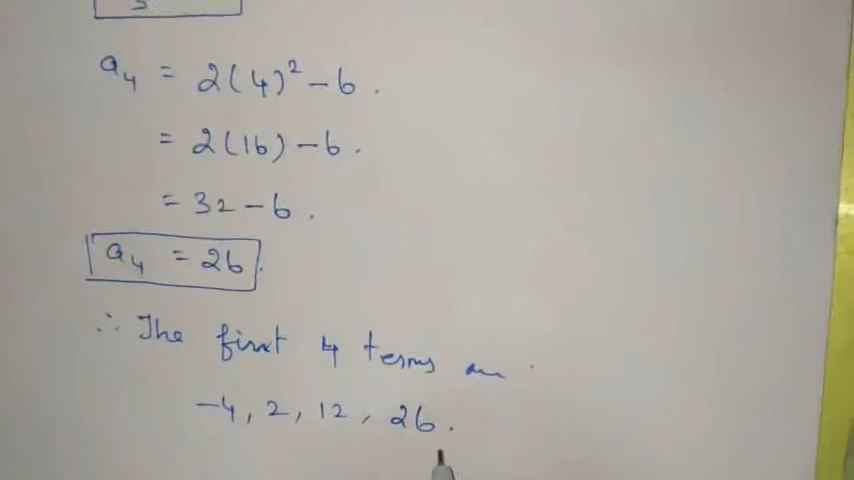 a₄ = 2(4)² - 6.
= 2(16) - 6.
= 32 - 6.
a₄ = 26.
∴ The first 4 terms are
-4, 2, 12, 26.